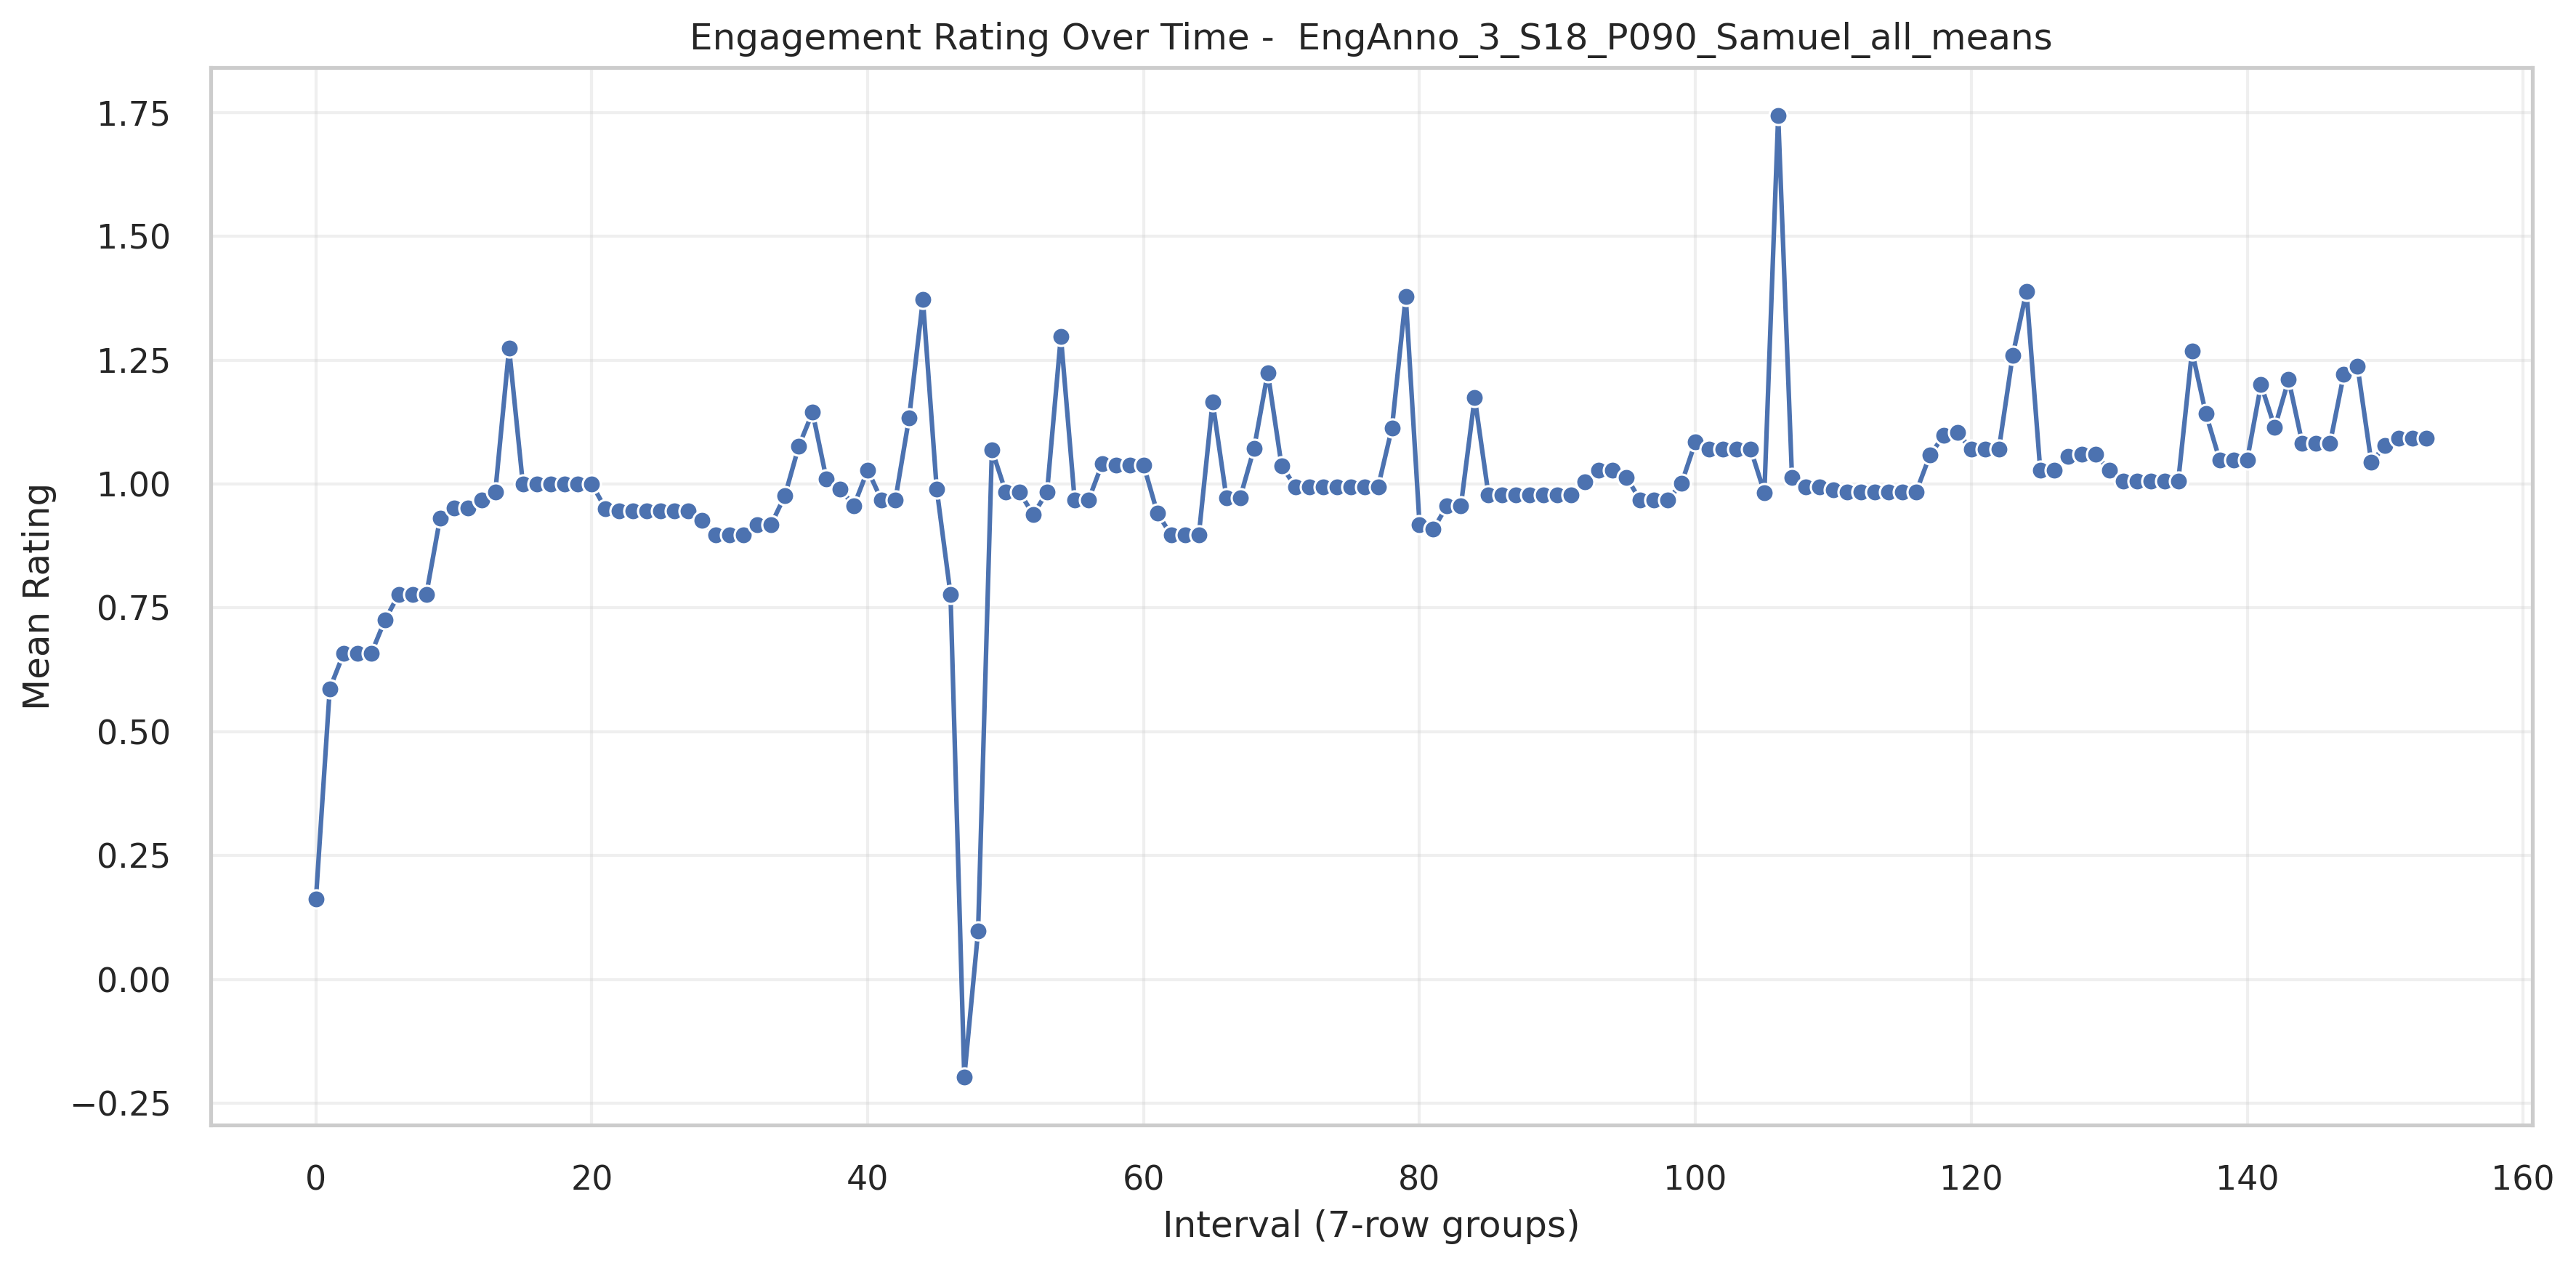 Engagement Rating Over Time -  EngAnno_3_S18_P090_Samuel_all_means
1.75
1.50
1.25
1.00
0.75
0.50
0.25
0.00
−0.25
Mean Rating
0 20 40 60 80 100 120 140 160
Interval (7-row groups)